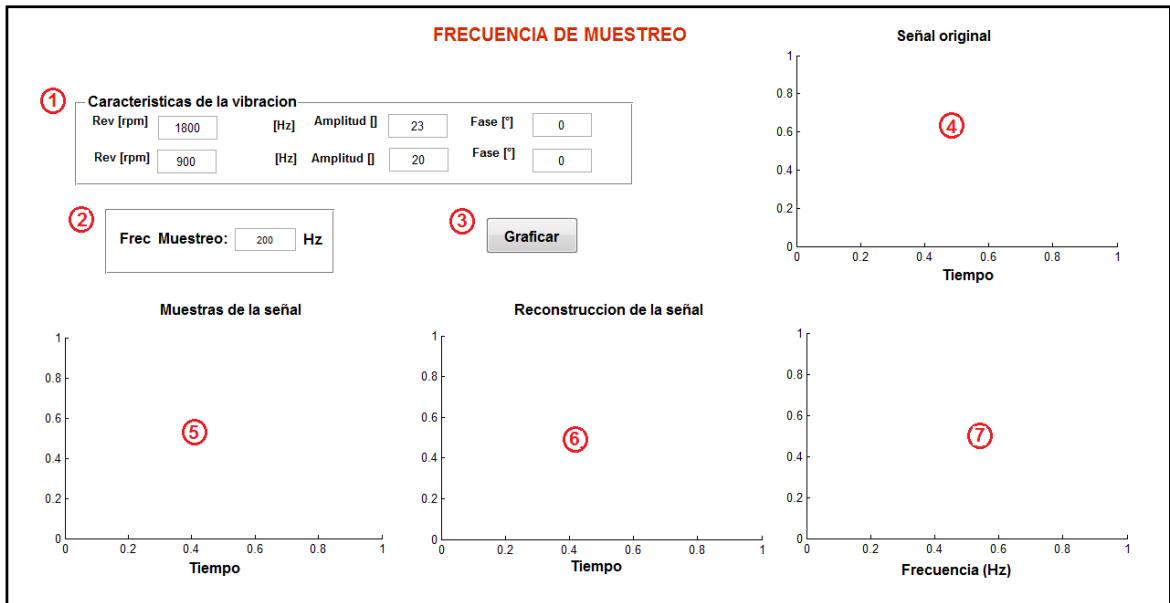 FRECUENCIA DE MUESTREO
1
Caracteristicas de la vibracion
Rev [rpm] 1800 [Hz] Amplitud [] 23 Fase [°] 0
Rev [rpm] 900 [Hz] Amplitud [] 20 Fase [°] 0
2
Frec Muestreo: 200 Hz
3
Graficar
Señal original
1
0.8
0.6
0.4
0.2
0
4
0 0.2 0.4 0.6 0.8 1
Tiempo
Muestras de la señal
1
0.8
0.6
0.4
0.2
0
5
0 0.2 0.4 0.6 0.8 1
Tiempo
Reconstruccion de la señal
1
0.8
0.6
0.4
0.2
0
6
0 0.2 0.4 0.6 0.8 1
Tiempo
1
0.8
0.6
0.4
0.2
0
7
0 0.2 0.4 0.6 0.8 1
Frecuencia (Hz)